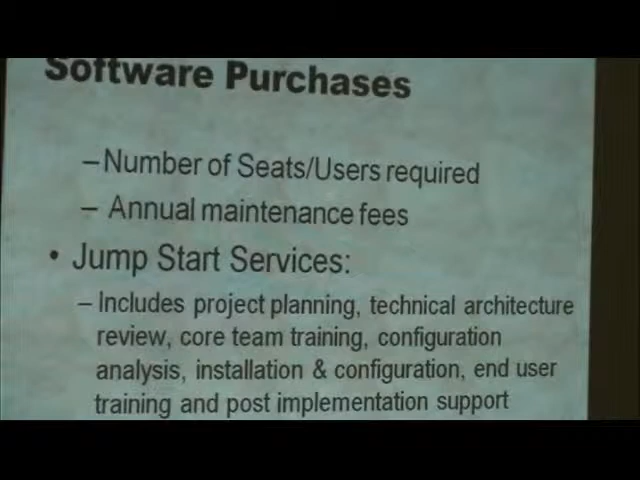 Software Purchases
–Number of Seats/Users required
– Annual maintenance fees
• Jump Start Services:
– Includes project planning, technical architecture
review, core team training, configuration
analysis, installation & configuration, end user
training and post implementation support